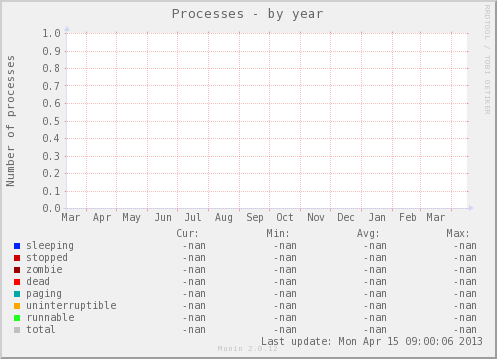 Processes - by year
RRDTOOL / TOBI OETIKER
Number of processes
1.0
0.9
0.8
0.7
0.6
0.5
0.4
0.3
0.2
0.1
0.0
Mar Apr May Jun Jul Aug Sep Oct Nov Dec Jan Feb Mar
Cur: Min: Avg: Max:
sleeping -nan -nan -nan -nan
stopped -nan -nan -nan -nan
zombie -nan -nan -nan -nan
dead -nan -nan -nan -nan
paging -nan -nan -nan -nan
uninterruptible -nan -nan -nan -nan
runnable -nan -nan -nan -nan
total -nan -nan -nan -nan
Last update: Mon Apr 15 09:00:06 2013
Munin 2.0.12